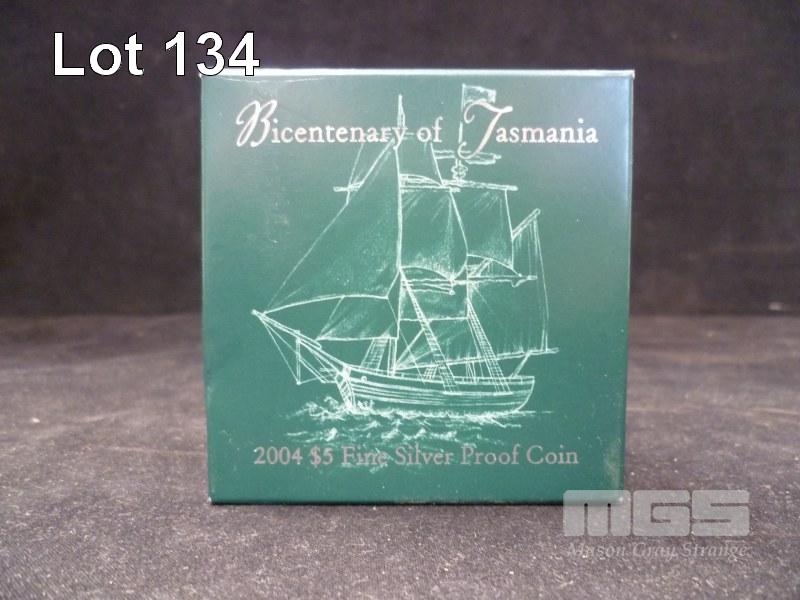 Lot 134
Bicentenary of Tasmania
2004 $5 Fine Silver Proof Coin
MGS
Mason Gray Strange